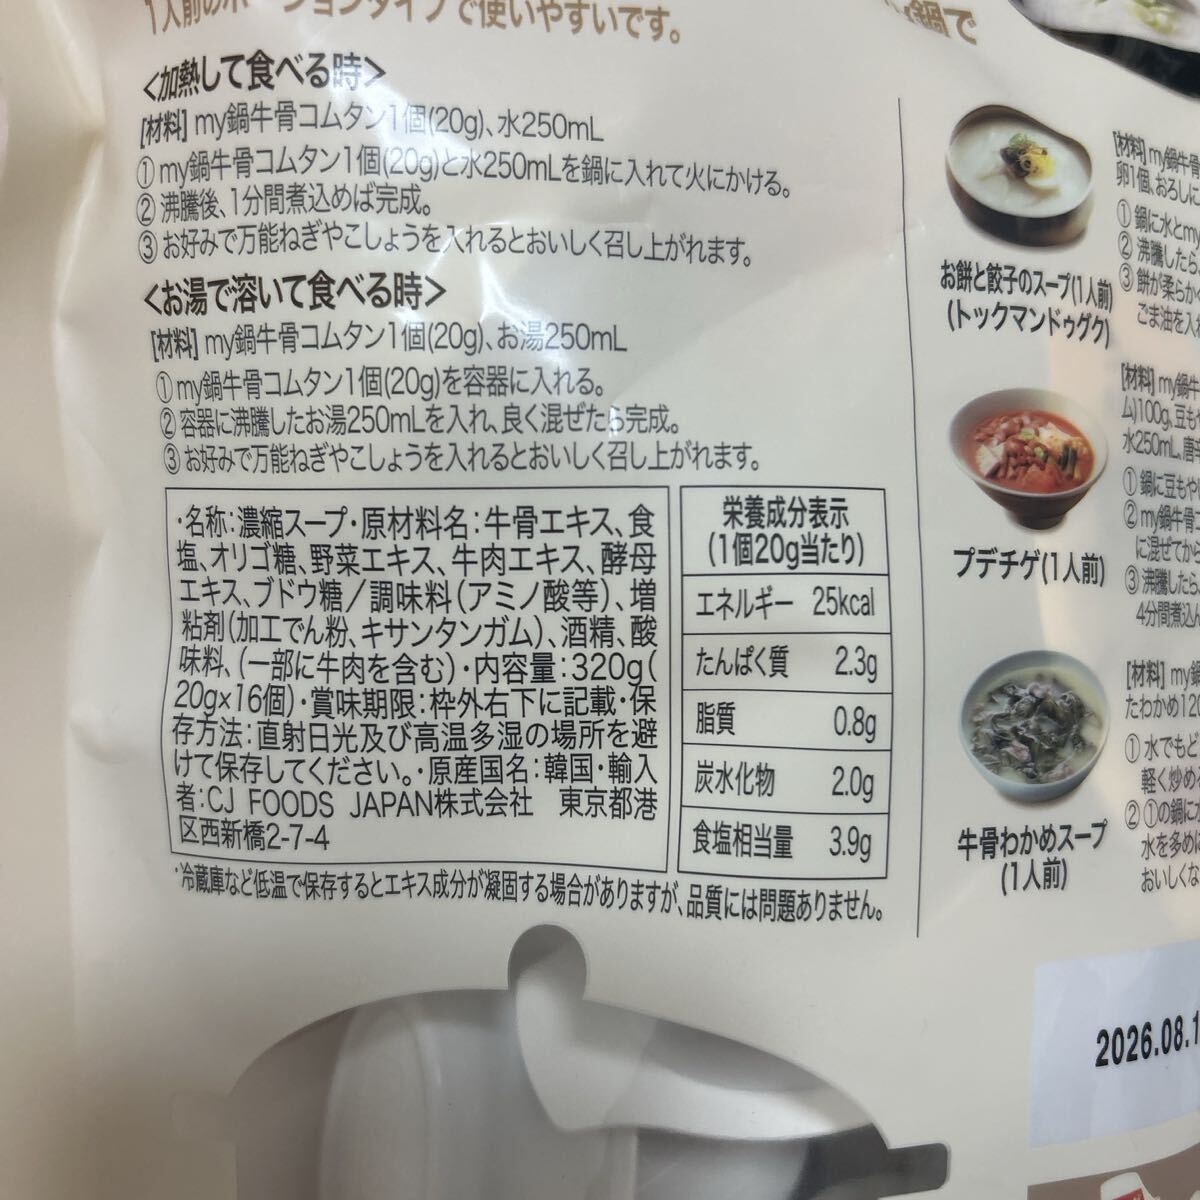 1人前のポーションタイプで使いやすいです。
鍋で
<加熱して食べる時>
[材料] my鍋牛骨コムタン1個(20g)、水250mL
① my鍋牛骨コムタン1個(20g)と水250mLを鍋に入れて火にかける。
② 沸騰後、1分間煮込めば完成。
③ お好みで万能ねぎやこしょうを入れるとおいしく召し上がれます。
<お湯で溶いて食べる時>
[材料] my鍋牛骨コムタン1個(20g)、お湯250mL
① my鍋牛骨コムタン1個(20g)を容器に入れる。
② 容器に沸騰したお湯250mLを入れ、良く混ぜたら完成。
③ お好みで万能ねぎやこしょうを入れるとおいしく召し上がれます。
・名称：濃縮スープ・原材料名：牛骨エキス、食
塩、オリゴ糖、野菜エキス、牛肉エキス、酵母
エキス、ブドウ糖／調味料（アミノ酸等）、増
粘剤（加工でん粉、キサンタンガム）、酒精、酸
味料、（一部に牛肉を含む）・内容量：320g(
20g×16個)・賞味期限：枠外右下に記載・保
存方法：直射日光及び高温多湿の場所を避
けて保存してください。・原産国名：韓国・輸入
者：CJ FOODS JAPAN株式会社 東京都港
区西新橋2-7-4
栄養成分表示
(1個20g当たり)
エネルギー 25kcal
たんぱく質 2.3g
脂質 0.8g
炭水化物 2.0g
食塩相当量 3.9g
・冷蔵庫など低温で保存するとエキス成分が凝固する場合がありますが、品質には問題ありません。
お餅と餃子のスープ(1人前)
(トックマンドゥグク)
[材料] my鍋牛骨
卵1個、おろしに
① 鍋に水とmy
② 沸騰したら
③ 餅が柔らか
ごま油を入れ
プデチゲ(1人前)
[材料] my鍋牛
ム)100g、豆も
水250mL、唐辛
① 鍋に豆もや
② my鍋牛骨コ
に混ぜてから
③ 沸騰したら、
4分間煮込ん
牛骨わかめスープ
(1人前)
[材料] my鍋
たわかめ120
① 水でもど
軽く炒め
② ①の鍋に
水を多めに
おいしくな
2026.08.1